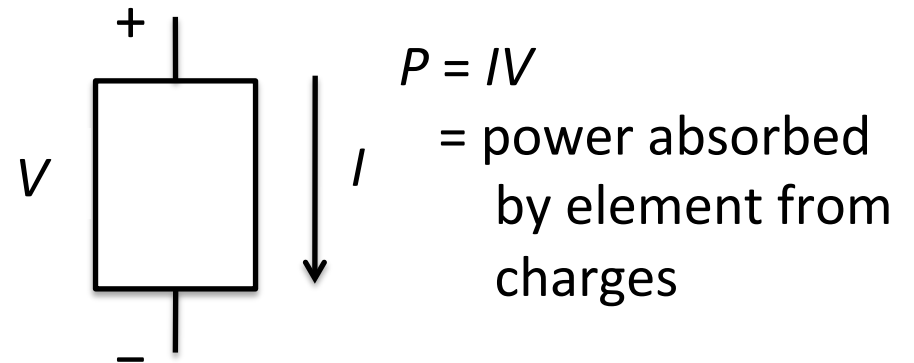 +
V
I
–
P = IV
= power absorbed
by element from
charges